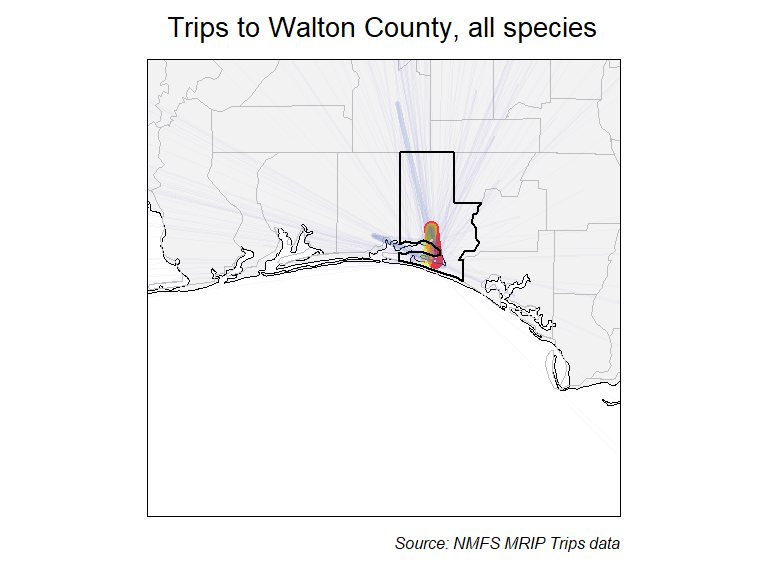 Trips to Walton County, all species
Source: NMFS MRIP Trips data